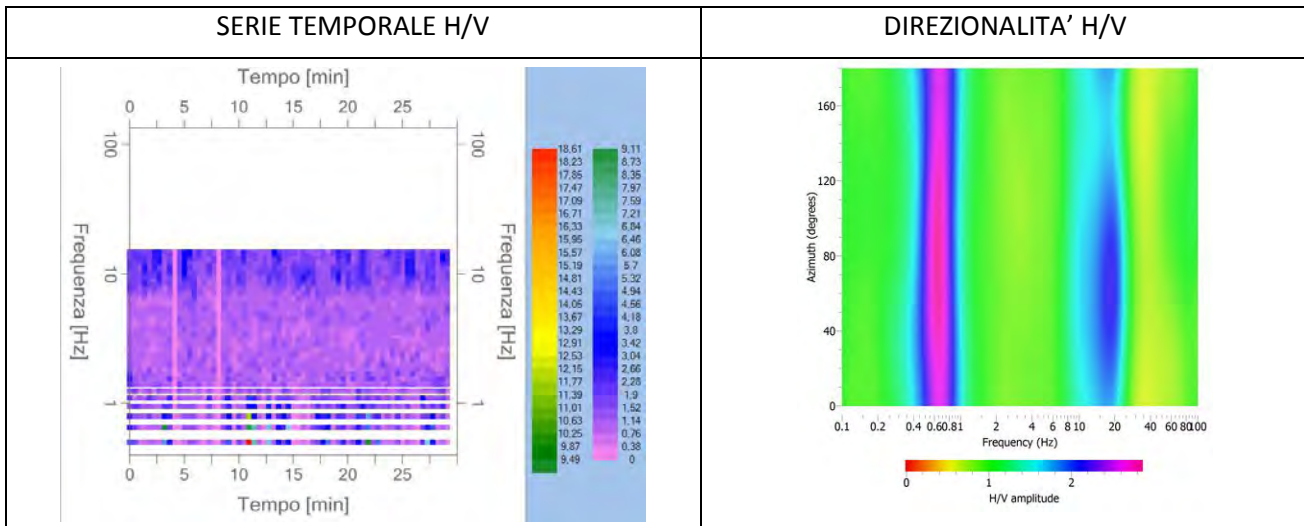 SERIE TEMPORALE H/V
DIREZIONALITA’ H/V
Tempo [min]
0 5 10 15 20 25
100 100
10 10
1 1
Frequenza [Hz]
Frequenza [Hz]
0 5 10 15 20 25
Tempo [min]
18,61 9,11
18,23 8,73
17,85 8,35
17,47 7,97
17,09 7,59
16,71 7,21
16,33 6,84
15,95 6,46
15,57 6,08
15,19 5,7
14,81 5,32
14,43 4,94
14,05 4,56
13,67 4,18
13,29 3,8
12,91 3,42
12,53 3,04
12,15 2,66
11,77 2,28
11,39 1,9
11,01 1,52
10,63 1,14
10,25 0,76
9,87 0,38
9,49 0
160
120
80
40
0
Azimuth (degrees)
0.1 0.2 0.4 0.60.81 2 4 6 810 20 40 6080100
Frequency (Hz)
0 1 2
H/V amplitude